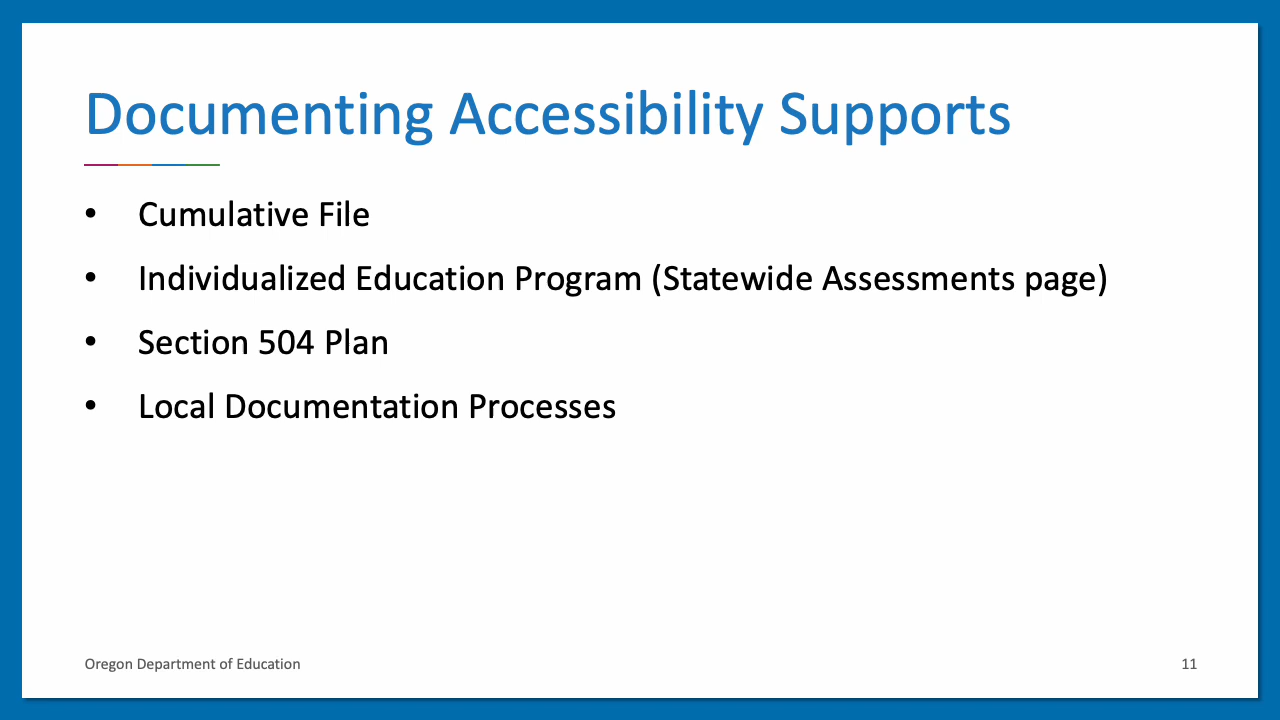 Documenting Accessibility Supports
• Cumulative File
• Individualized Education Program (Statewide Assessments page)
• Section 504 Plan
• Local Documentation Processes
Oregon Department of Education
11